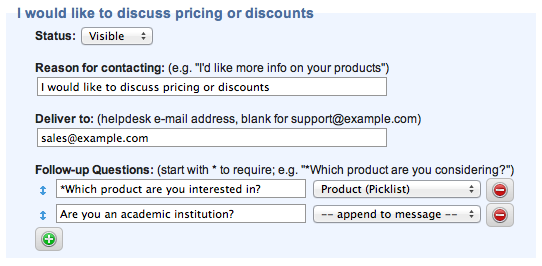 I would like to discuss pricing or discounts
Status: Visible
Reason for contacting: (e.g. "I'd like more info on your products")
I would like to discuss pricing or discounts
Deliver to: (helpdesk e-mail address, blank for support@example.com)
sales@example.com
Follow-up Questions: (start with * to require; e.g. "*Which product are you considering?")
*Which product are you interested in? Product (Picklist)
Are you an academic institution? -- append to message --